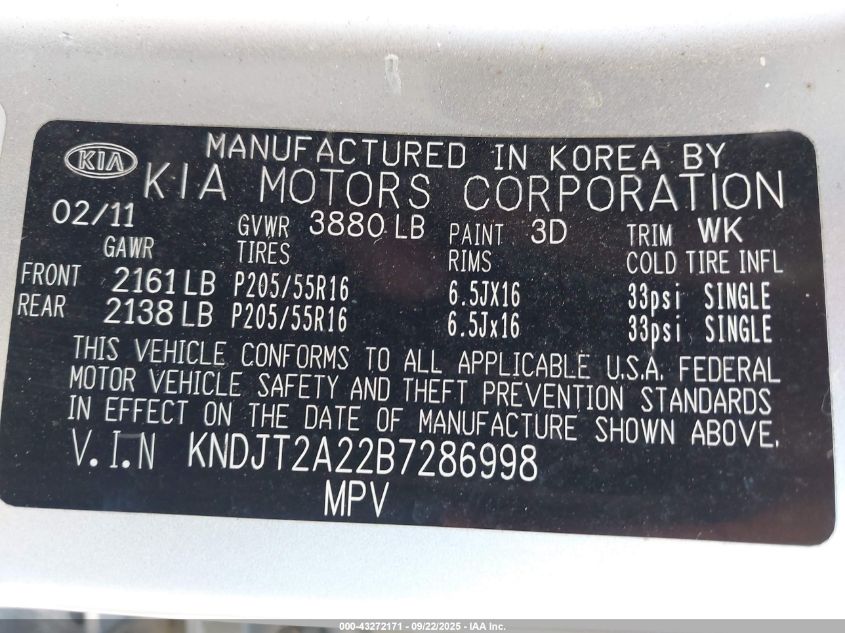 KIA MANUFACTURED IN KOREA BY
KIA MOTORS CORPORATION
02/11 GVWR 3880 LB PAINT 3D TRIM WK
GAWR TIRES RIMS COLD TIRE INFL
FRONT 2161 LB P205/55R16 6.5JX16 33psi SINGLE
REAR 2138 LB P205/55R16 6.5Jx16 33psi SINGLE
THIS VEHICLE CONFORMS TO ALL APPLICABLE U.S.A. FEDERAL
MOTOR VEHICLE SAFETY AND THEFT PREVENTION STANDARDS
IN EFFECT ON THE DATE OF MANUFACTURE SHOWN ABOVE.
V.I.N KNDJT2A22B7286998
MPV
000-43272171 - 09/22/2025 - IAA Inc.